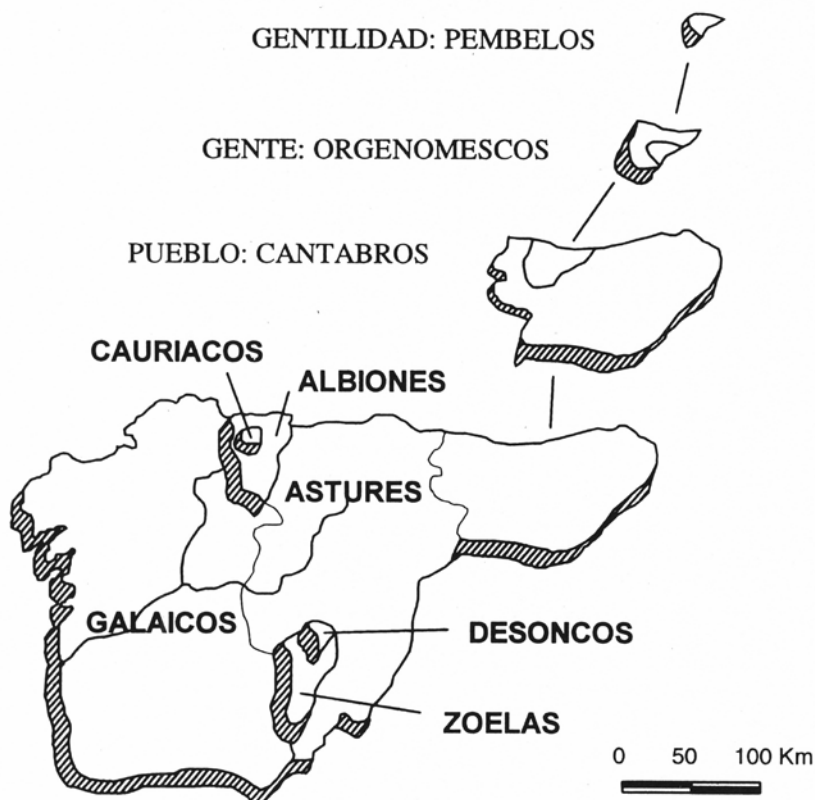 GENTILIDAD: PEMBELOS
GENTE: ORGENOMESCOS
PUEBLO: CANTABROS
CAURIACOS
ALBIONES
ASTURES
GALAICOS
DESONCOS
ZOELAS
0 50 100 Km